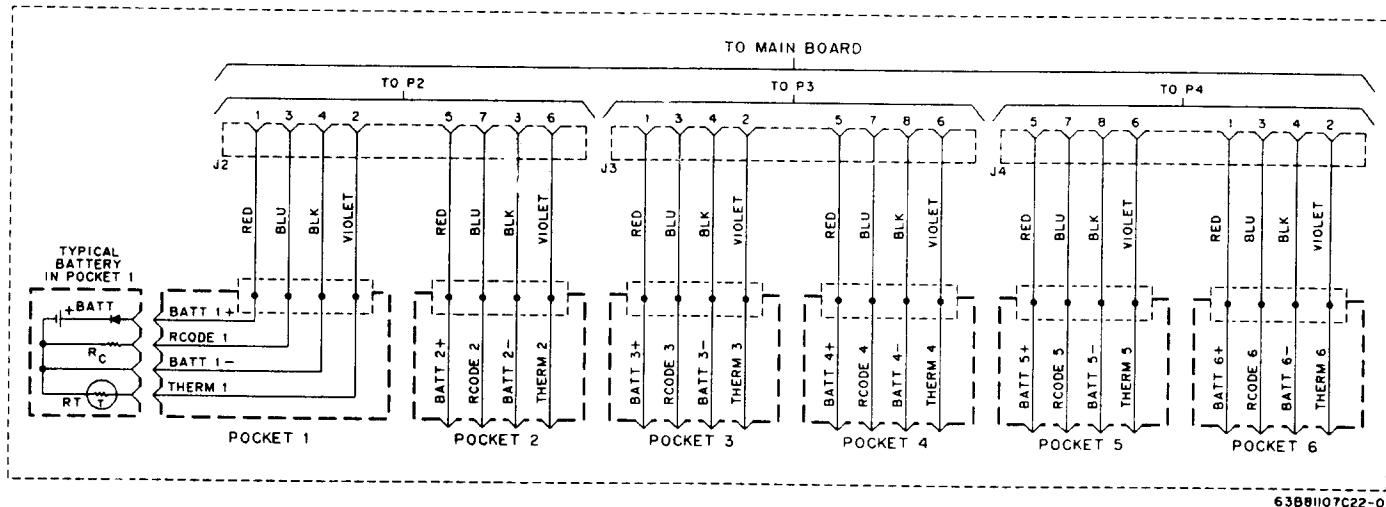 TO MAIN BOARD
TO P2
TO P3
TO P4
1 3 4 2 5 7 3 6
1 3 4 2 5 7 8 6
5 7 8 6 1 3 4 2
J2
J3
J4
RED BLU BLK VIOLET
RED BLU BLK VIOLET
RED BLU BLK VIOLET
RED BLU BLK VIOLET
RED BLU BLK VIOLET
RED BLU BLK VIOLET
TYPICAL
BATTERY
IN POCKET 1
+ BATT
RC
RT T
BATT 1+
RCODE 1
BATT 1-
THERM 1
POCKET 1
BATT 2+
RCODE 2
BATT 2-
THERM 2
POCKET 2
BATT 3+
RCODE 3
BATT 3-
THERM 3
POCKET 3
BATT 4+
RCODE 4
BATT 4-
THERM 4
POCKET 4
BATT 5+
RCODE 5
BATT 5-
THERM 5
POCKET 5
BATT 6+
RCODE 6
BATT 6-
THERM 6
POCKET 6
63B81107C22-0